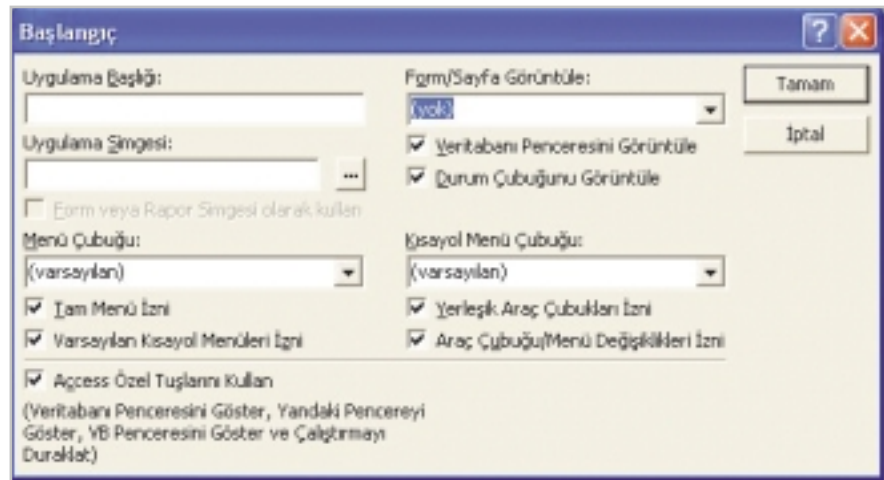 Başlangıç
Uygulama Başlığı:
Uygulama Simgesi:
...
Form veya Rapor Simgesi olarak kullan
Menü Çubuğu:
(varsayılan)
Tam Menü İzni
Varsayılan Kısayol Menüleri İzni
Form/Sayfa Görüntüle:
(yok)
Veritabanı Penceresini Görüntüle
Durum Çubuğunu Görüntüle
Kısayol Menü Çubuğu:
(varsayılan)
Yerleşik Araç Çubukları İzni
Araç Çubuğu/Menü Değişiklikleri İzni
Tamam
İptal
Access Özel Tuşlarını Kullan
(Veritabanı Penceresini Göster, Yandaki Pencereyi
Göster, VB Penceresini Göster ve Çalıştırmayı
Duraklat)